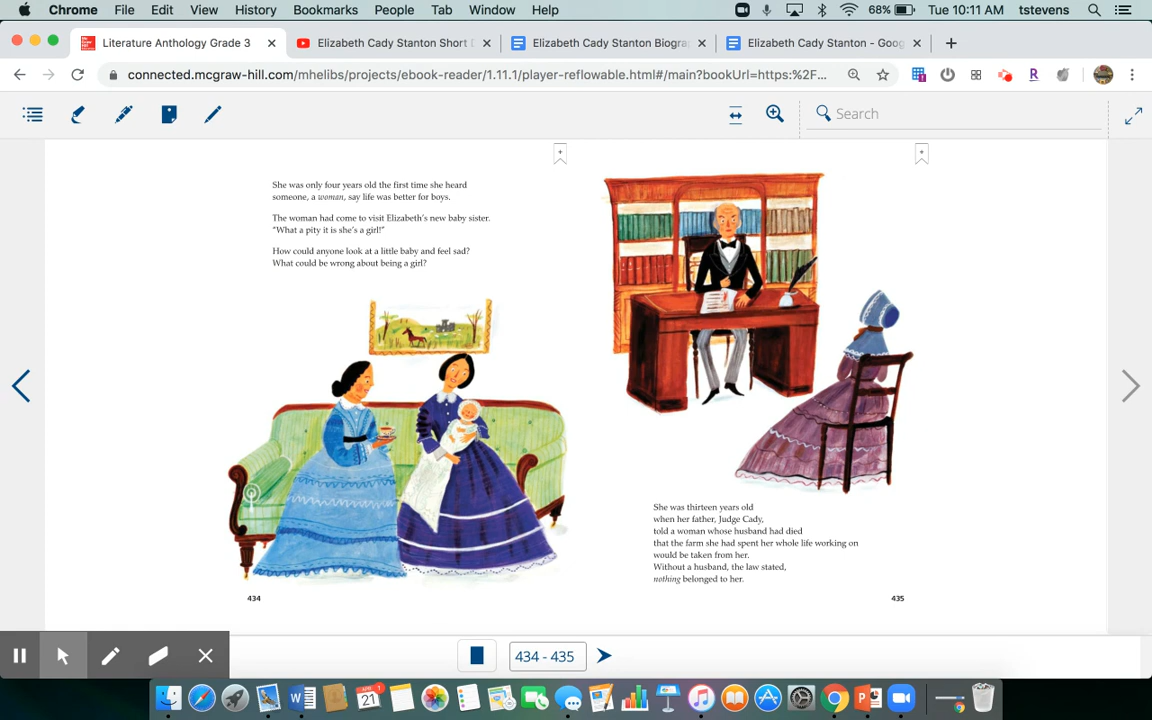 Chrome File Edit View History Bookmarks People Tab Window Help 68% Tue 10:11 AM tstevens
Literature Anthology Grade 3 Elizabeth Cady Stanton Short Elizabeth Cady Stanton Biogra Elizabeth Cady Stanton - Goog
connected.mcgraw-hill.com/mhelibs/projects/ebook-reader/1.11.1/player-reflowable.html#/main?bookUrl=https:%2F...
Search
She was only four years old the first time she heard
someone, a woman, say life was better for boys.
The woman had come to visit Elizabeth's new baby sister.
"What a pity it is she's a girl!"
How could anyone look at a little baby and feel sad?
What could be wrong about being a girl?
She was thirteen years old
when her father, Judge Cady,
told a woman whose husband had died
that the farm she had spent her whole life working on
would be taken from her.
Without a husband, the law stated,
nothing belonged to her.
434
435
434 - 435